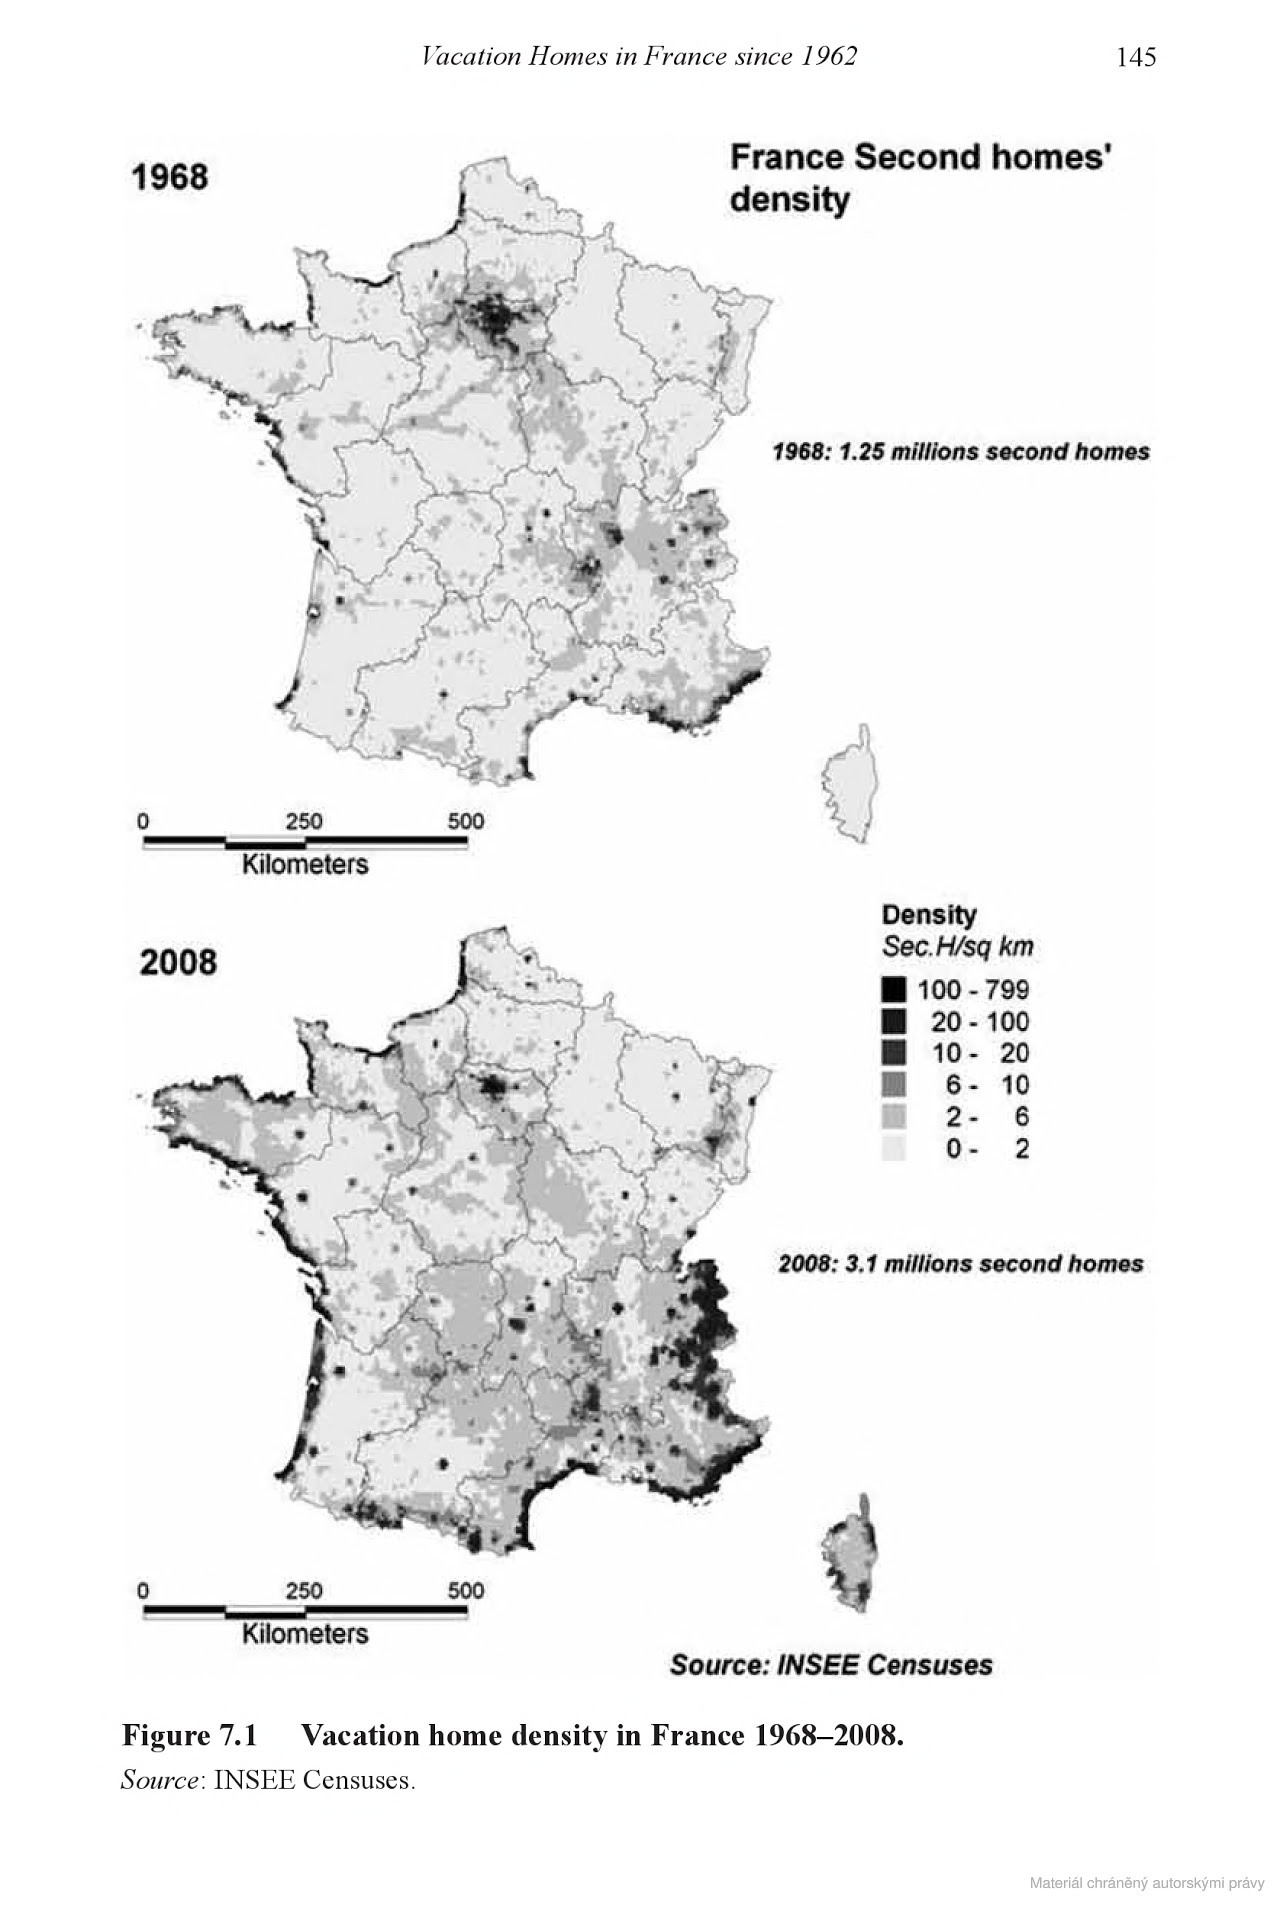 Vacation Homes in France since 1962 145
1968
France Second homes'
density
1968: 1.25 millions second homes
0 250 500
Kilometers
Density
Sec.H/sq km
100 - 799
20 - 100
10 - 20
6 - 10
2 - 6
0 - 2
2008
2008: 3.1 millions second homes
0 250 500
Kilometers
Source: INSEE Censuses
Figure 7.1 Vacation home density in France 1968–2008.
Source: INSEE Censuses.
Materiál chráněný autorskými právy